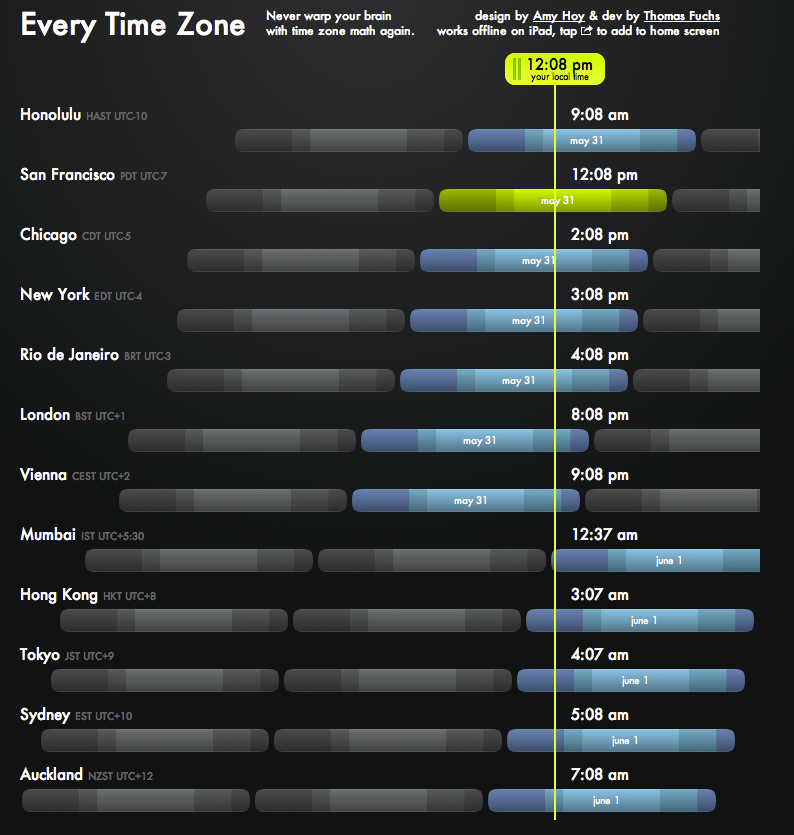 Every Time Zone
Never warp your brain
with time zone math again.
design by Amy Hoy & dev by Thomas Fuchs
works offline on iPad, tap to add to home screen
12:08 pm
your local time
Honolulu HAST UTC-10
9:08 am
may 31
San Francisco PDT UTC-7
12:08 pm
may 31
Chicago CDT UTC-5
2:08 pm
may 31
New York EDT UTC-4
3:08 pm
may 31
Rio de Janeiro BRT UTC-3
4:08 pm
may 31
London BST UTC+1
8:08 pm
may 31
Vienna CEST UTC+2
9:08 pm
may 31
Mumbai IST UTC+5:30
12:37 am
june 1
Hong Kong HKT UTC+8
3:07 am
june 1
Tokyo JST UTC+9
4:07 am
june 1
Sydney EST UTC+10
5:08 am
june 1
Auckland NZST UTC+12
7:08 am
june 1